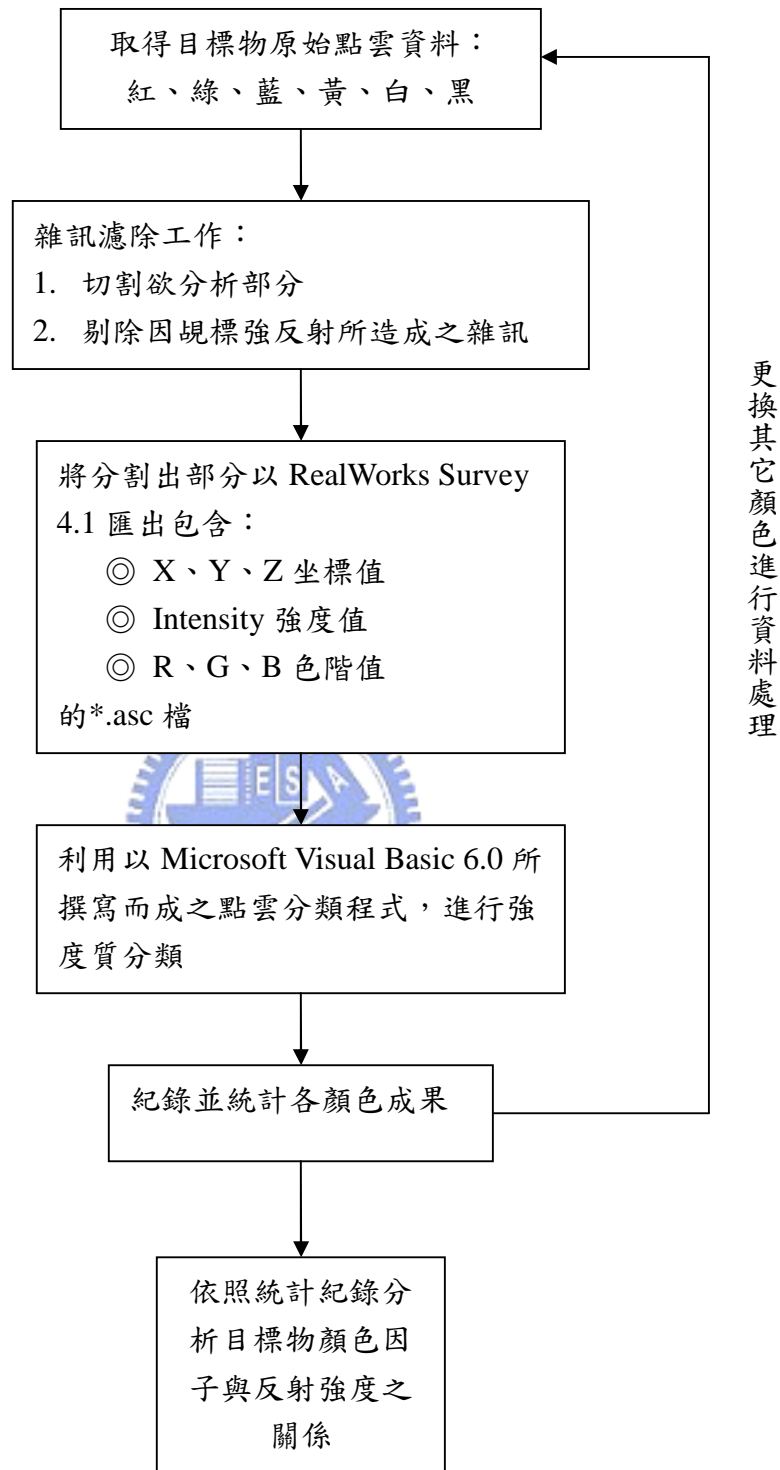 取得目標物原始點雲資料：
紅、綠、藍、黃、白、黑
雜訊濾除工作：
1. 切割欲分析部分
2. 剔除因覘標強反射所造成之雜訊
將分割出部分以 RealWorks Survey
4.1 匯出包含：
◎ X、Y、Z 坐標值
◎ Intensity 強度值
◎ R、G、B 色階值
的*.asc 檔
ESA
利用以 Microsoft Visual Basic 6.0 所
撰寫而成之點雲分類程式，進行強
度質分類
紀錄並統計各顏色成果
依照統計紀錄分
析目標物顏色因
子與反射強度之
關係
更換其它顏色進行資料處理